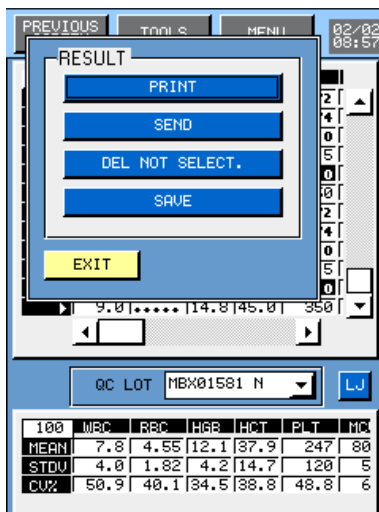 PREVIOUS TOOLS MENU 02/02
08:57
RESULT
PRINT
SEND
DEL NOT SELECT.
SAVE
EXIT
9.0 ..... 14.8 45.0 350
QC LOT MBX01581 N LJ
100 WBC RBC HGB HCT PLT
MEAN 7.8 4.55 12.1 37.9 247 80
STDV 4.0 1.82 4.2 14.7 120 5
CV% 50.9 40.1 34.5 38.8 48.8 6